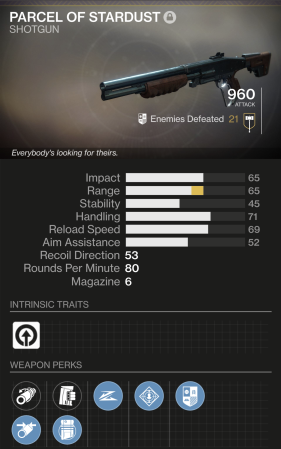 PARCEL OF STARDUST
SHOTGUN
960
ATTACK
Enemies Defeated 21
Everybody's looking for theirs.
Impact 65
Range 65
Stability 45
Handling 71
Reload Speed 69
Aim Assistance 52
Recoil Direction 53
Rounds Per Minute 80
Magazine 6
INTRINSIC TRAITS
WEAPON PERKS